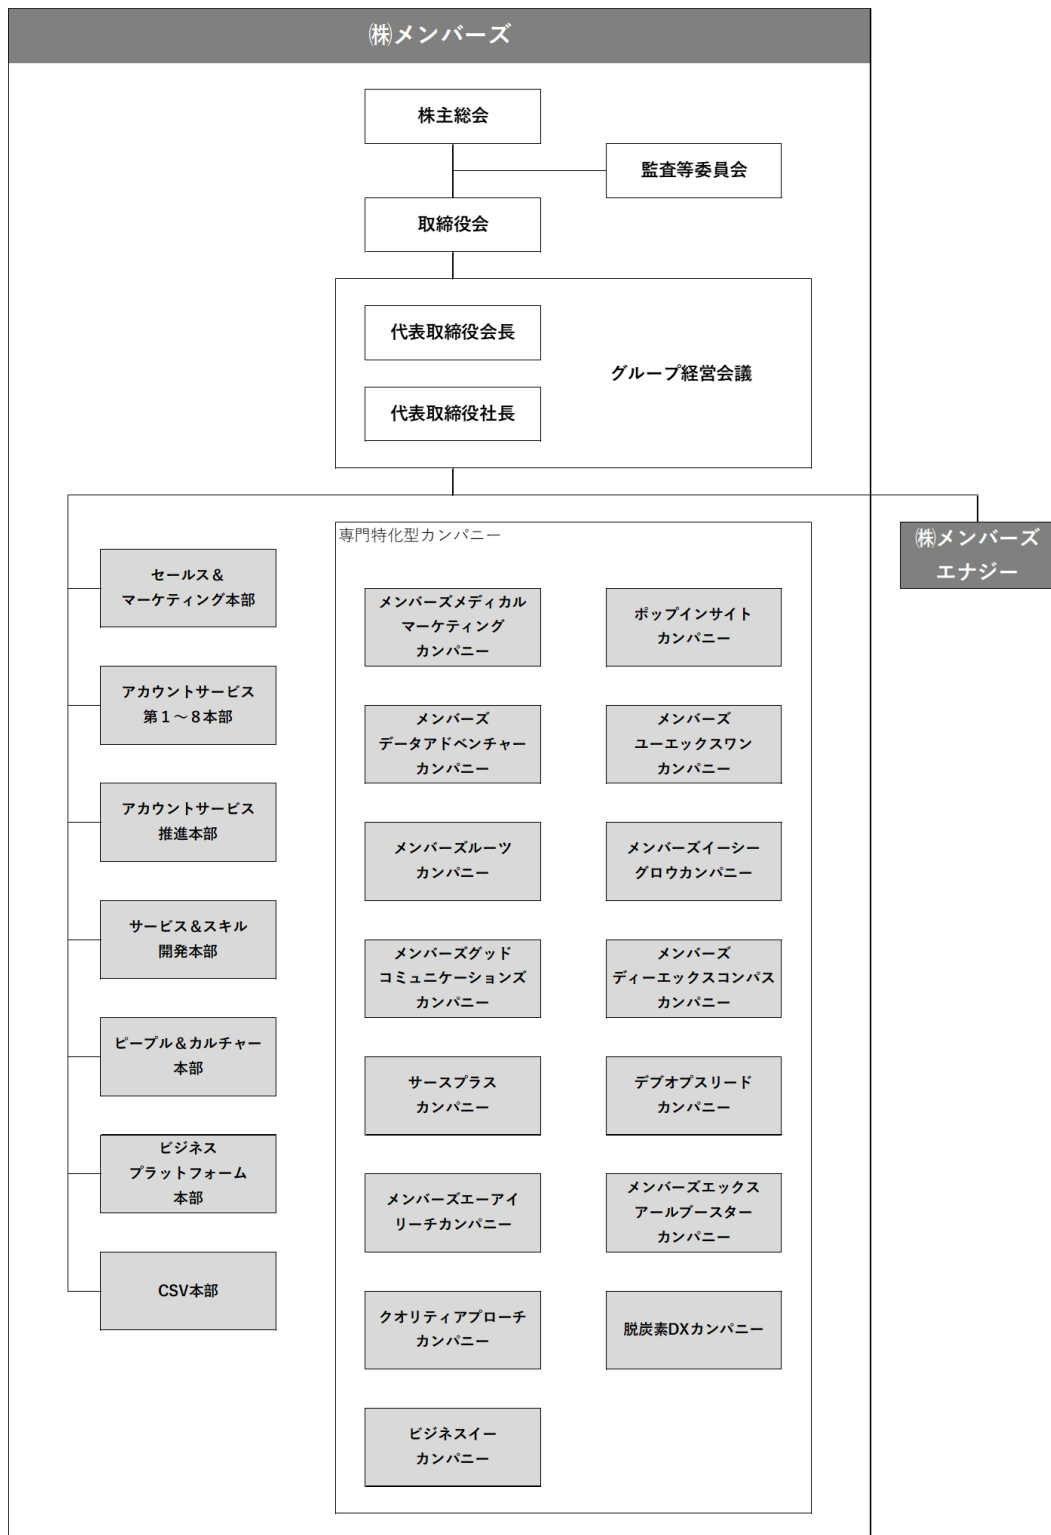 ㈱メンバーズ
株主総会
監査等委員会
取締役会
代表取締役会長
グループ経営会議
代表取締役社長
㈱メンバーズ
エナジー
セールス＆
マーケティング本部
アカウントサービス
第１～８本部
アカウントサービス
推進本部
サービス＆スキル
開発本部
ピープル＆カルチャー
本部
ビジネス
プラットフォーム
本部
CSV本部
専門特化型カンパニー
メンバーズメディカル
マーケティング
カンパニー
ポップインサイト
カンパニー
メンバーズ
データアドベンチャー
カンパニー
メンバーズ
ユーエックスワン
カンパニー
メンバーズルーツ
カンパニー
メンバーズイーシー
グロウカンパニー
メンバーズグッド
コミュニケーションズ
カンパニー
メンバーズ
ディーエックスコンパス
カンパニー
サースプラス
カンパニー
デブオプスリード
カンパニー
メンバーズエーアイ
リーチカンパニー
メンバーズエックス
アールブースター
カンパニー
クオリティアプローチ
カンパニー
脱炭素DXカンパニー
ビジネスイー
カンパニー